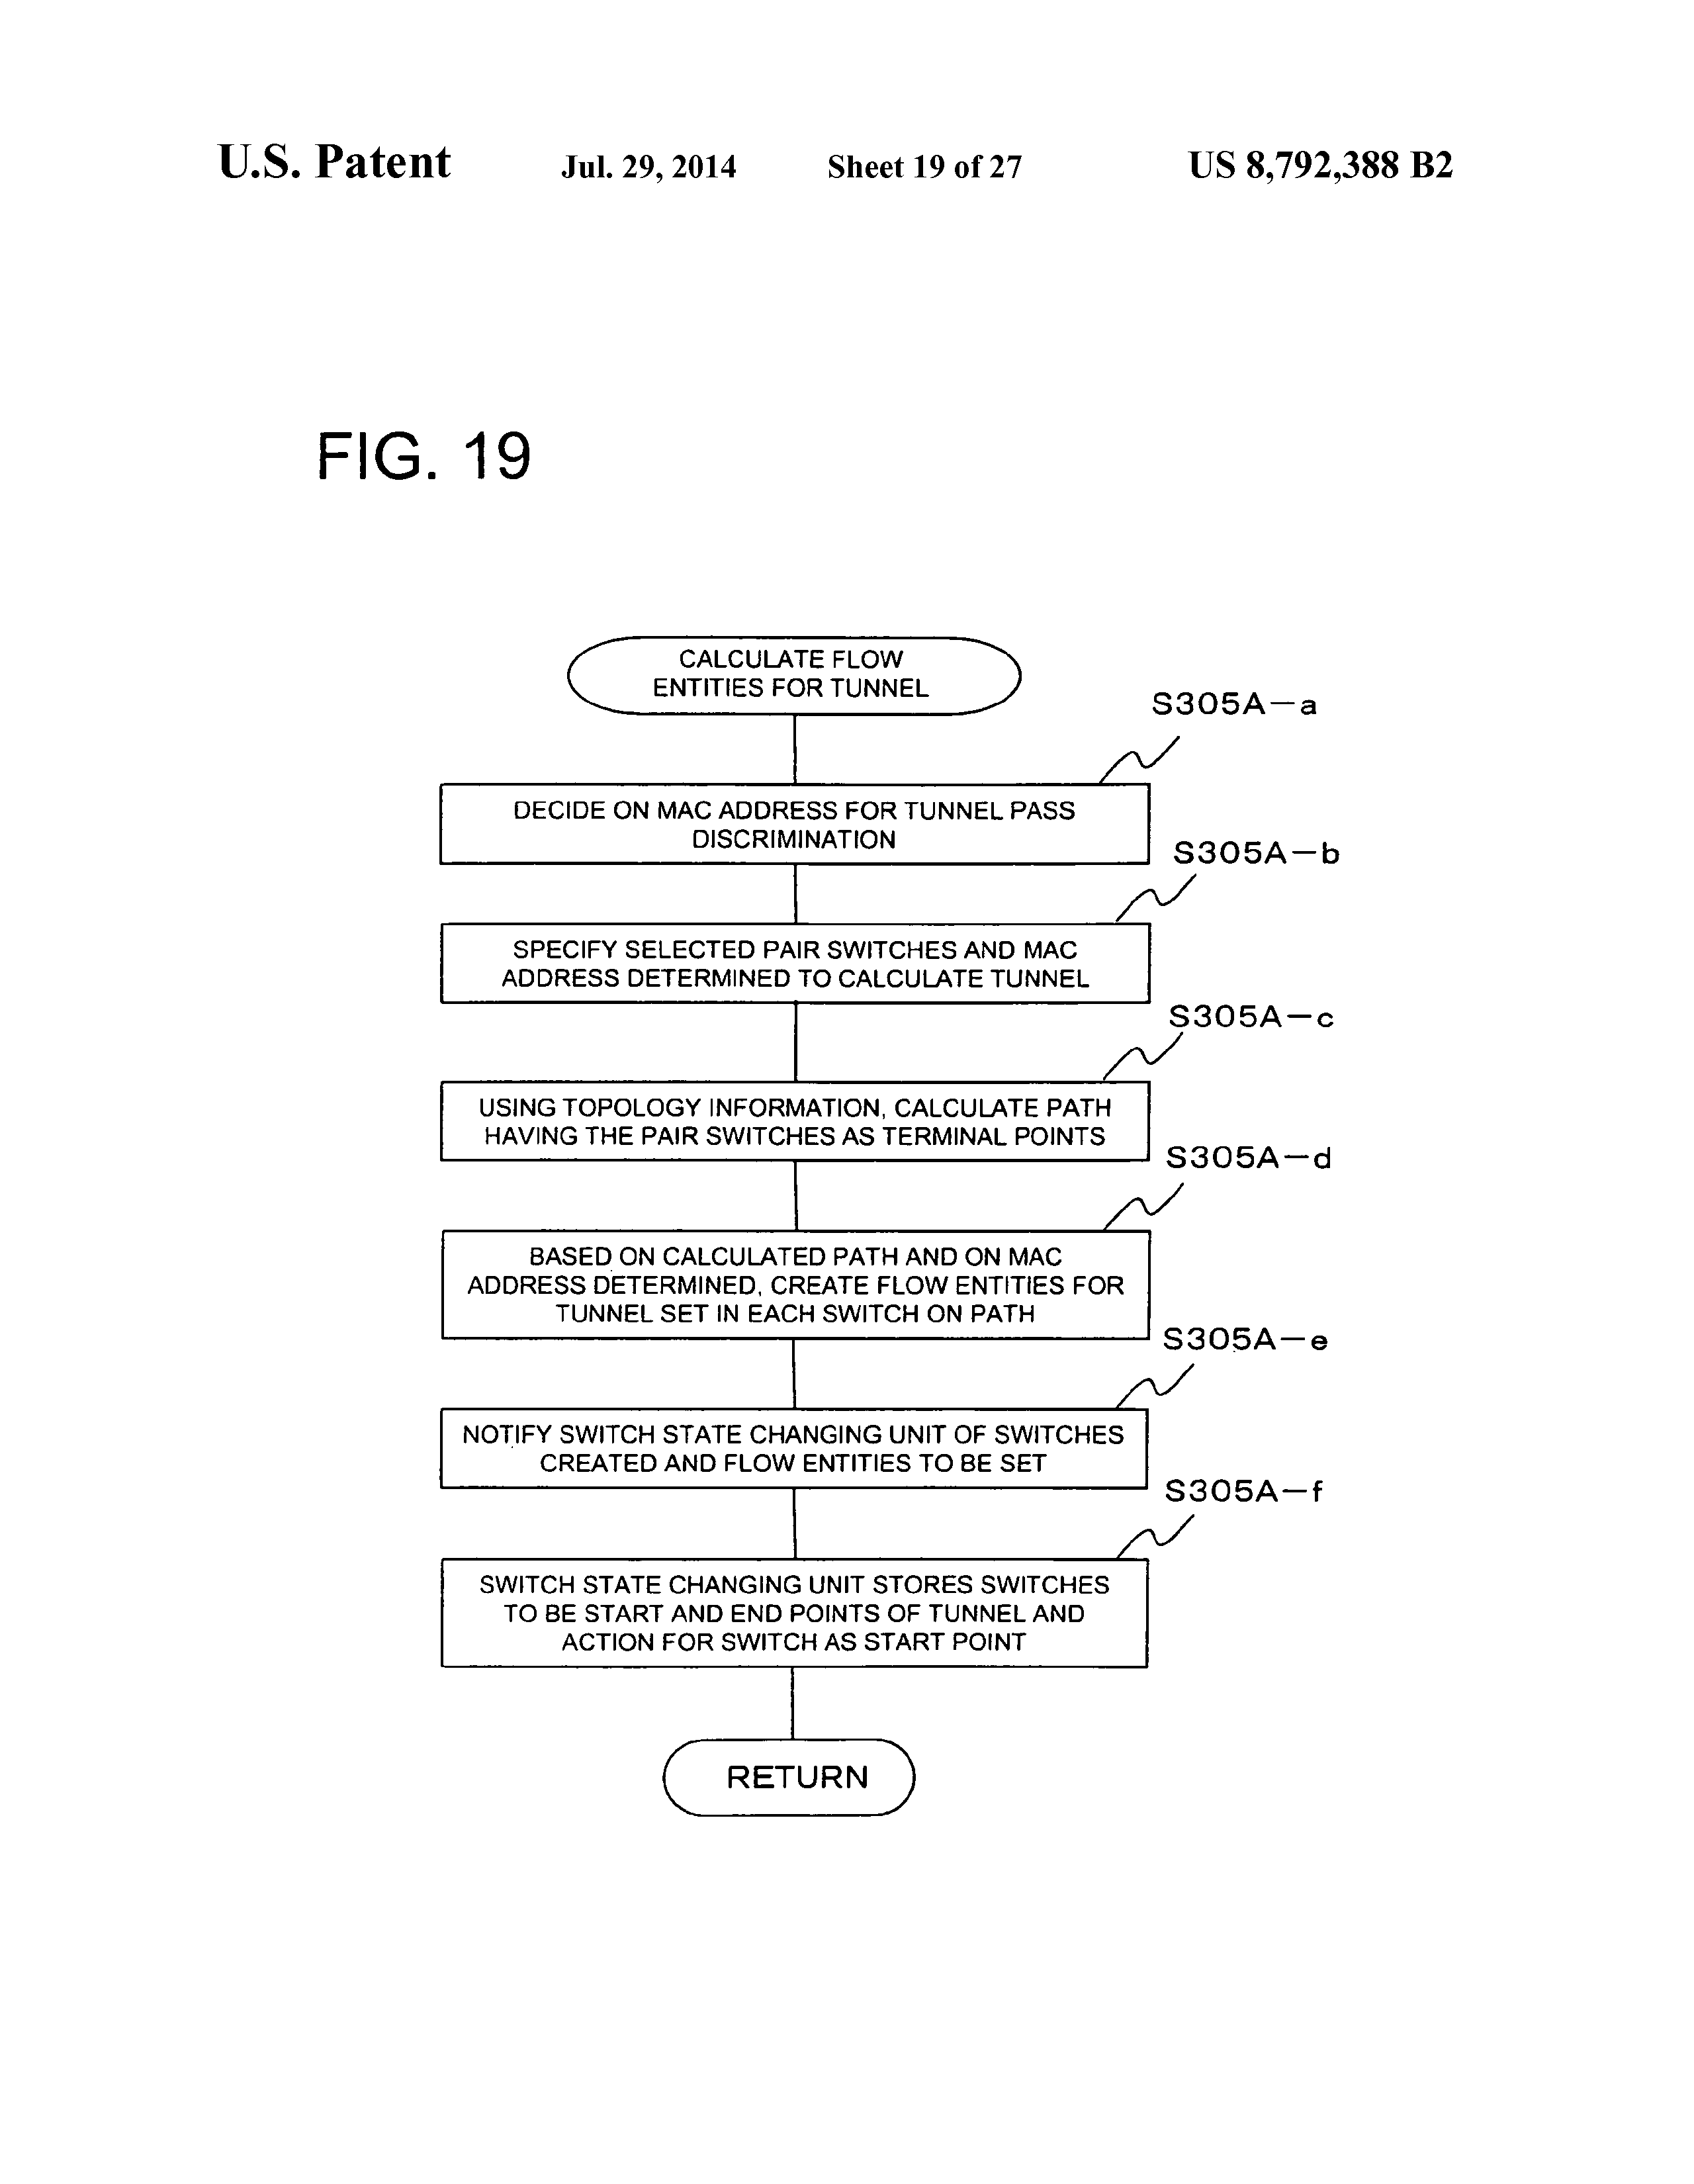 U.S. Patent Jul. 29, 2014 Sheet 19 of 27 US 8,792,388 B2
FIG. 19
CALCULATE FLOW
ENTITIES FOR TUNNEL
S305A-a
DECIDE ON MAC ADDRESS FOR TUNNEL PASS
DISCRIMINATION
S305A-b
SPECIFY SELECTED PAIR SWITCHES AND MAC
ADDRESS DETERMINED TO CALCULATE TUNNEL
S305A-c
USING TOPOLOGY INFORMATION, CALCULATE PATH
HAVING THE PAIR SWITCHES AS TERMINAL POINTS
S305A-d
BASED ON CALCULATED PATH AND ON MAC
ADDRESS DETERMINED, CREATE FLOW ENTITIES FOR
TUNNEL SET IN EACH SWITCH ON PATH
S305A-e
NOTIFY SWITCH STATE CHANGING UNIT OF SWITCHES
CREATED AND FLOW ENTITIES TO BE SET
S305A-f
SWITCH STATE CHANGING UNIT STORES SWITCHES
TO BE START AND END POINTS OF TUNNEL AND
ACTION FOR SWITCH AS START POINT
RETURN